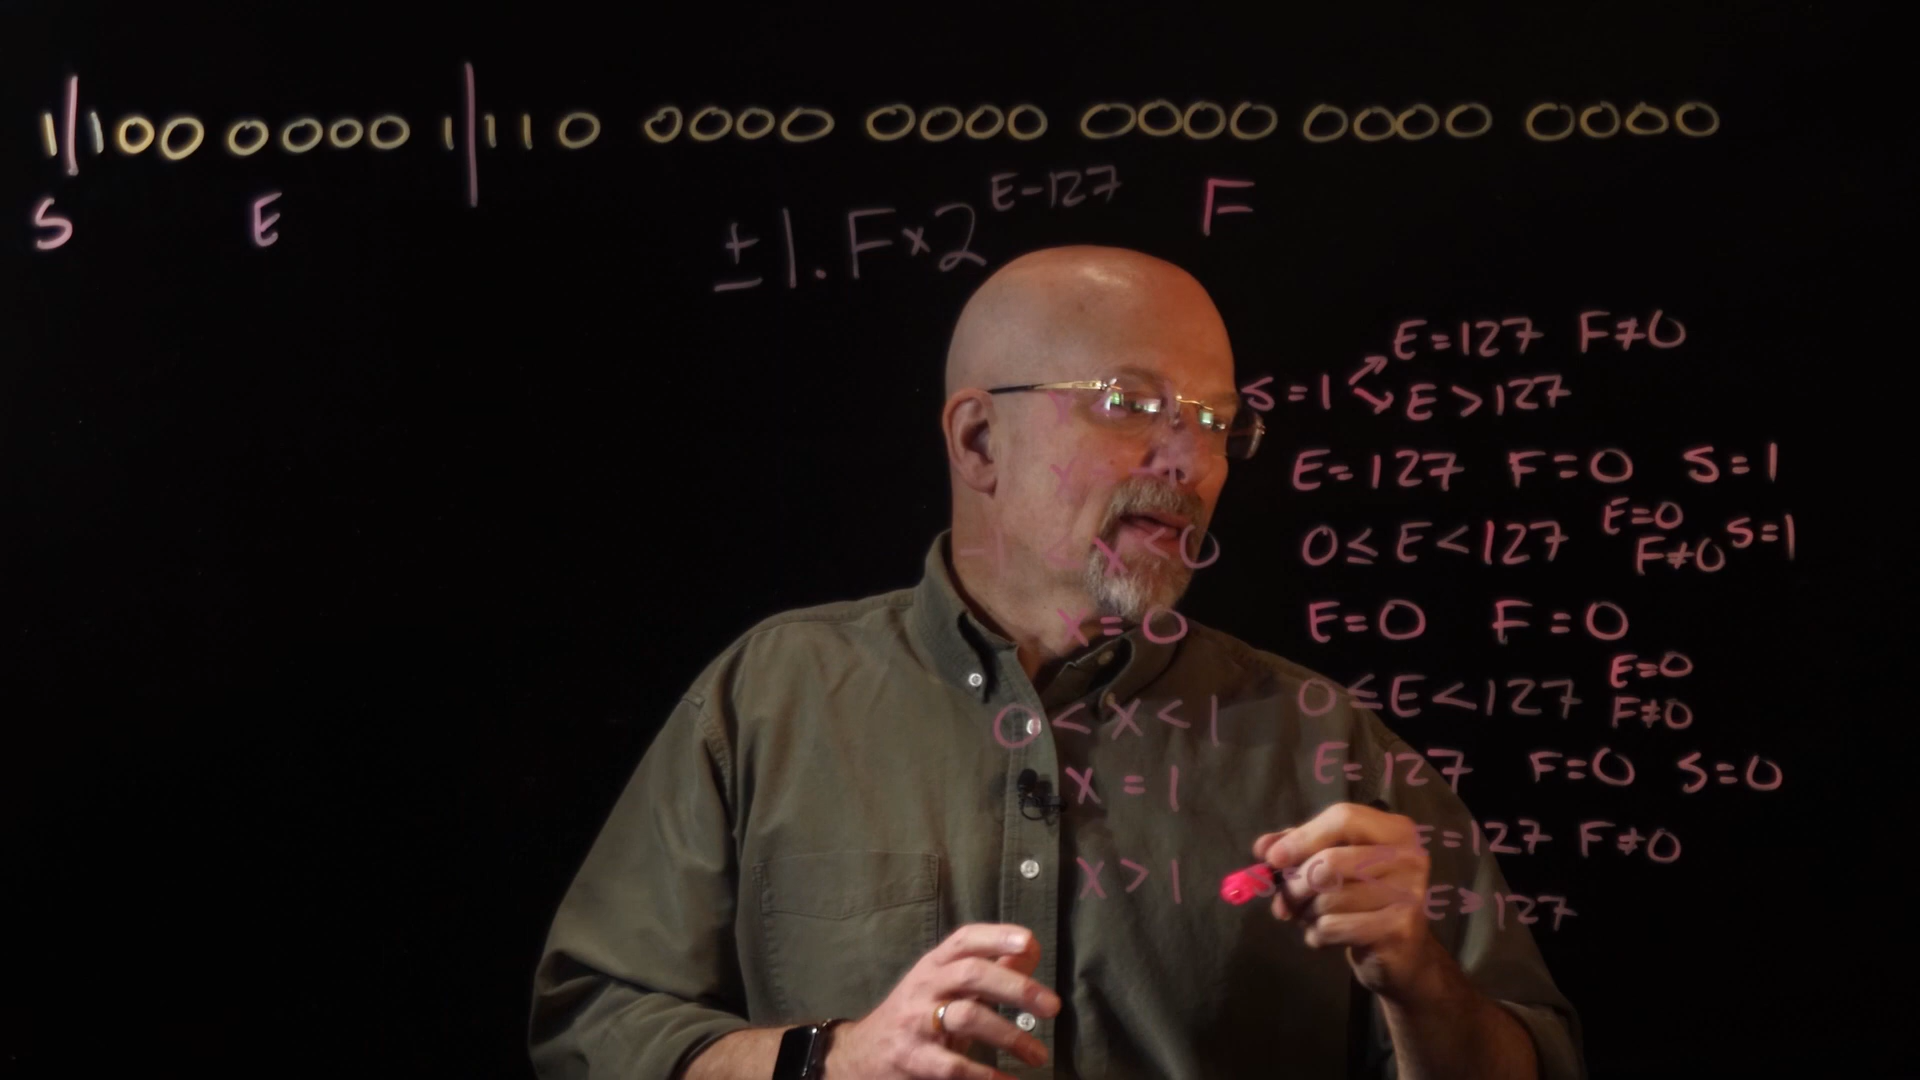 1|100 0000 1|110 0000 0000 0000 0000 0000
S E F
±1.F×2^(E-127)
E=127 F≠0
S=1
E>127
E=127 F=0 S=1
-1<X<0 0≤E<127 E=0 F≠0 S=1
X=0 E=0 F=0
0<X<1 0≤E<127 E=0 F≠0
X=1 E=127 F=0 S=0
E=127 F≠0
X>1
E>127